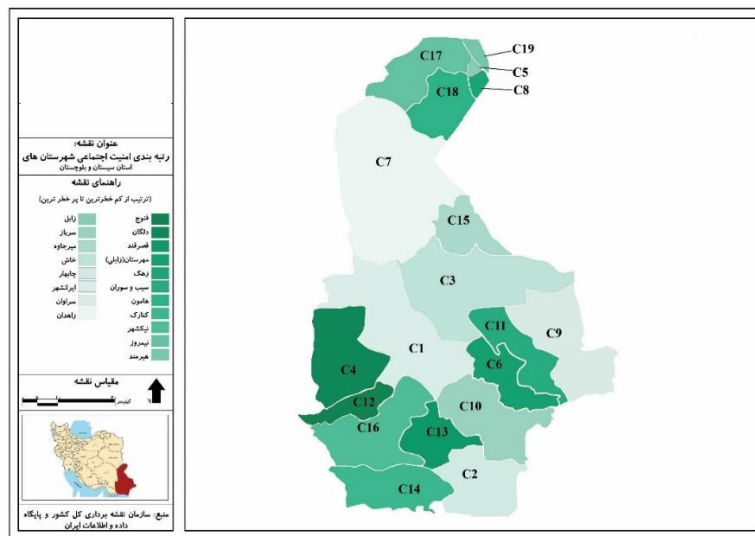 عنوان نقشه:
رتبه بندی امنیت اجتماعی شهرستان های
استان سیستان و بلوچستان
راهنمای نقشه
(ترتیب از کم خطرترین تا پر خطر ترین)
فنوج
دلگان
قصرقند
مهرستان(زابلی)
زهک
سیب و سوران
هامون
کنارک
نیکشهر
نیمروز
هیرمند
زابل
سرباز
میرجاوه
خاش
چابهار
ایرانشهر
سراوان
زاهدان
مقیاس نقشه
کیلومتر
منبع: سازمان نقشه برداری کل کشور و پایگاه
داده و اطلاعات ایران
C19
C17
C5
C8
C18
C7
C15
C3
C11
C9
C1
C4
C6
C12
C10
C13
C16
C2
C14